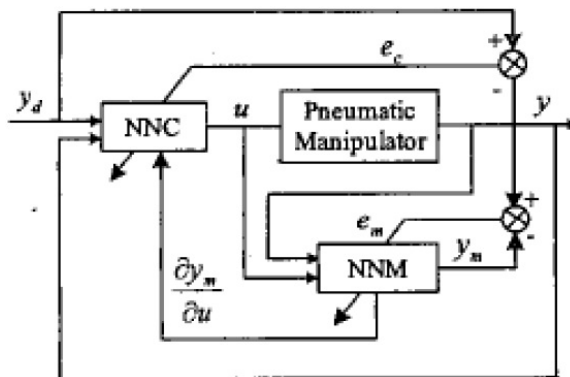 +
e_c
-
y_d
NNC
u
Pneumatic
Manipulator
y
+
e_m
-
y_m
NNM
∂y_m
∂u